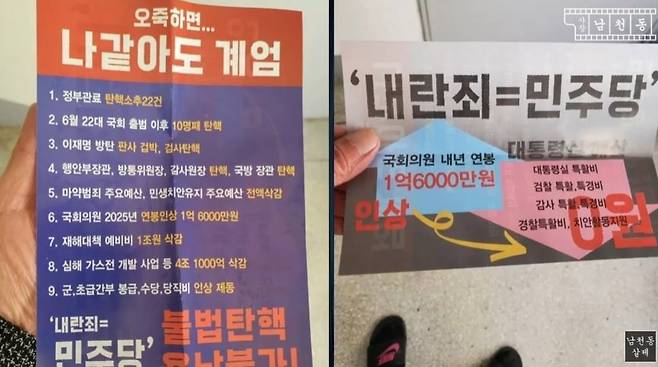 오죽하면...
나같아도 계엄
1. 정부관료 탄핵소추22건
2. 6월 22대 국회 출범 이후 10명째 탄핵
3. 이재명 방탄 판사 겁박, 검사탄핵
4. 행안부장관, 방통위원장, 감사원장 탄핵, 국방 장관 탄핵
5. 마약범죄 주요예산, 민생치안유지 주요예산 전액삭감
6. 국회의원 2025년 연봉인상 1억 6000만원
7. 재해대책 예비비 1조원 삭감
8. 심해 가스전 개발 사업 등 4조 1000억 삭감
9. 군,초급간부 봉급,수당,당직비 인상 제동
'내란죄=
민주당'
불법탄핵
용납불가!
남천동
'내란죄=민주당'
국회의원 내년 연봉
1억6000만원
인상
대통령실 특활비
검찰 특활,특경비
감사 특활,특경비
경찰특활비, 치안활동지원
0원
남천동
살제